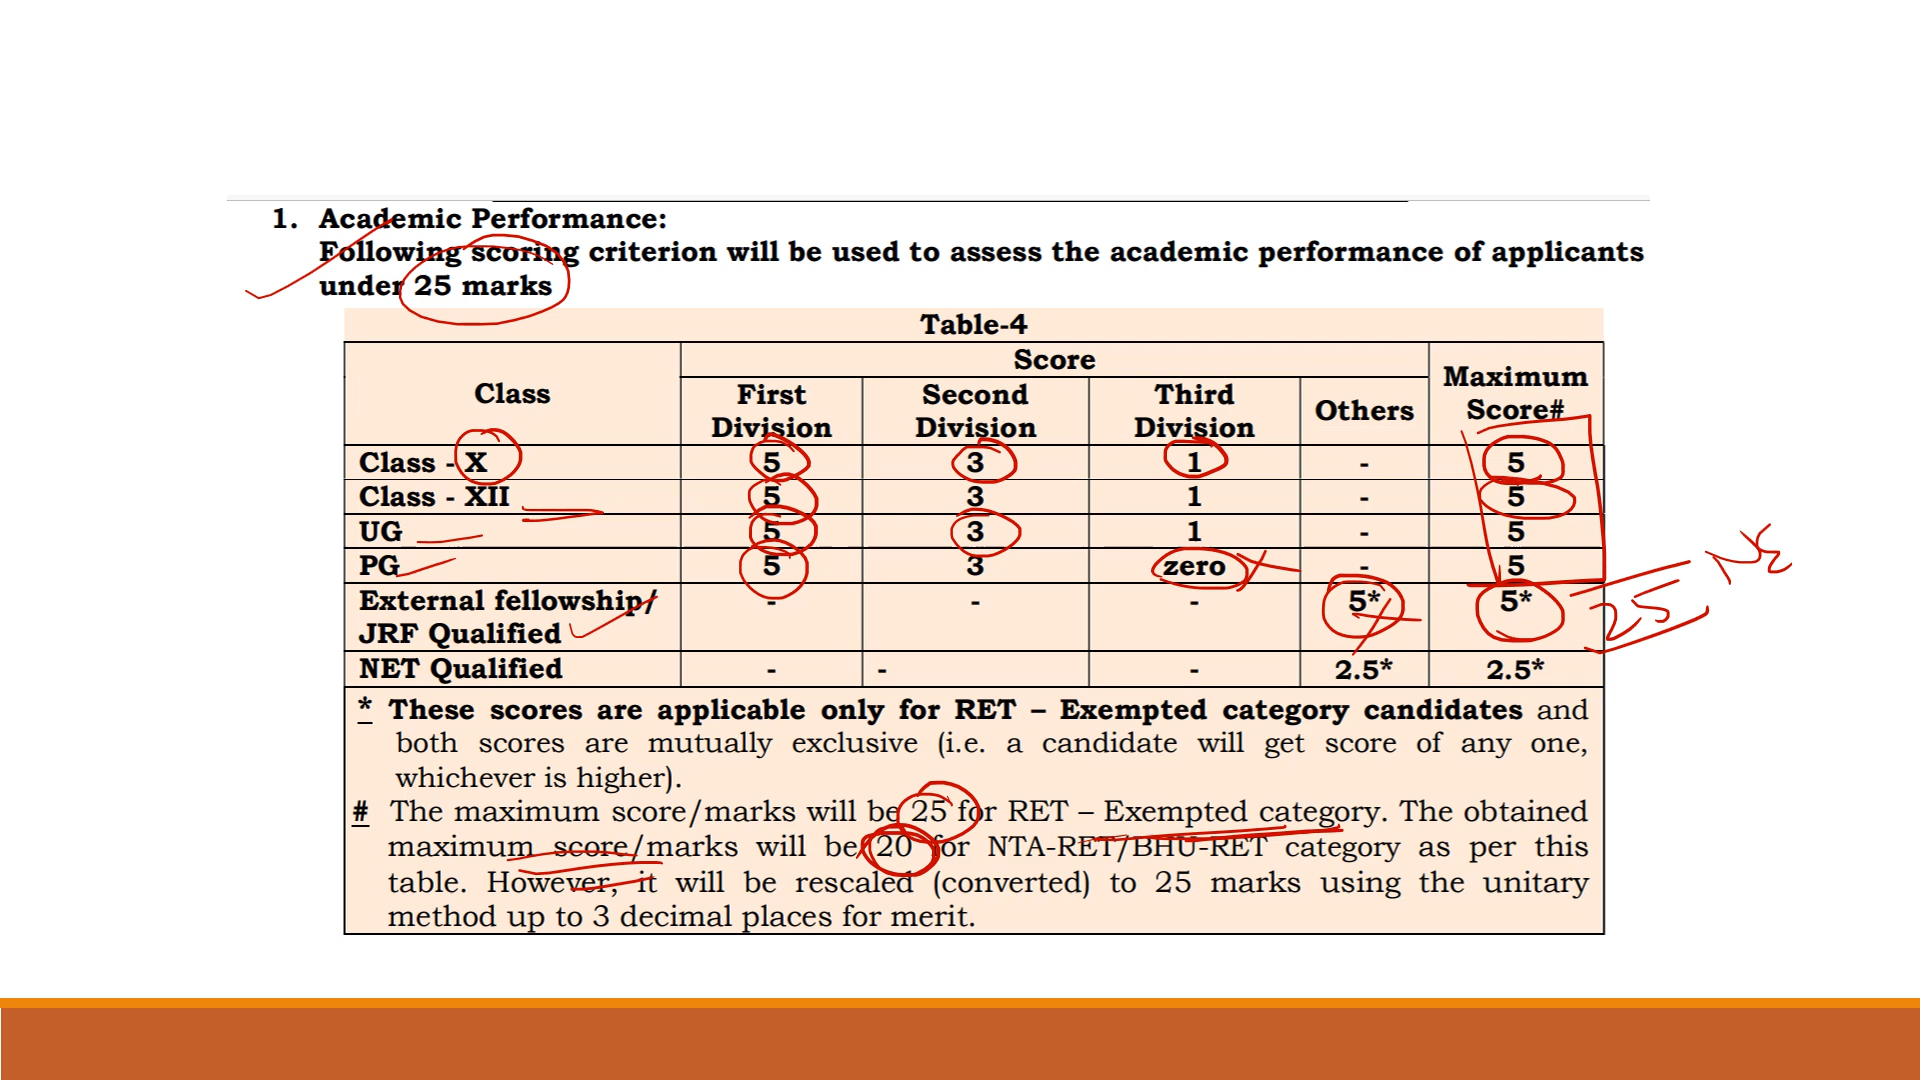 1. Academic Performance:
Following scoring criterion will be used to assess the academic performance of applicants
under 25 marks
Table-4
Class Score Maximum Score#
First Division Second Division Third Division Others
Class - X 5 3 1 - 5
Class - XII 5 3 1 - 5
UG 5 3 1 - 5
PG 5 3 zero - 5
External fellowship/ - - - 5* 5*
JRF Qualified
NET Qualified - - - 2.5* 2.5*
* These scores are applicable only for RET – Exempted category candidates and
both scores are mutually exclusive (i.e. a candidate will get score of any one,
whichever is higher).
# The maximum score/marks will be 25 for RET – Exempted category. The obtained
maximum score/marks will be 20 for NTA-RET/BHU-RET category as per this
table. However, it will be rescaled (converted) to 25 marks using the unitary
method up to 3 decimal places for merit.
25